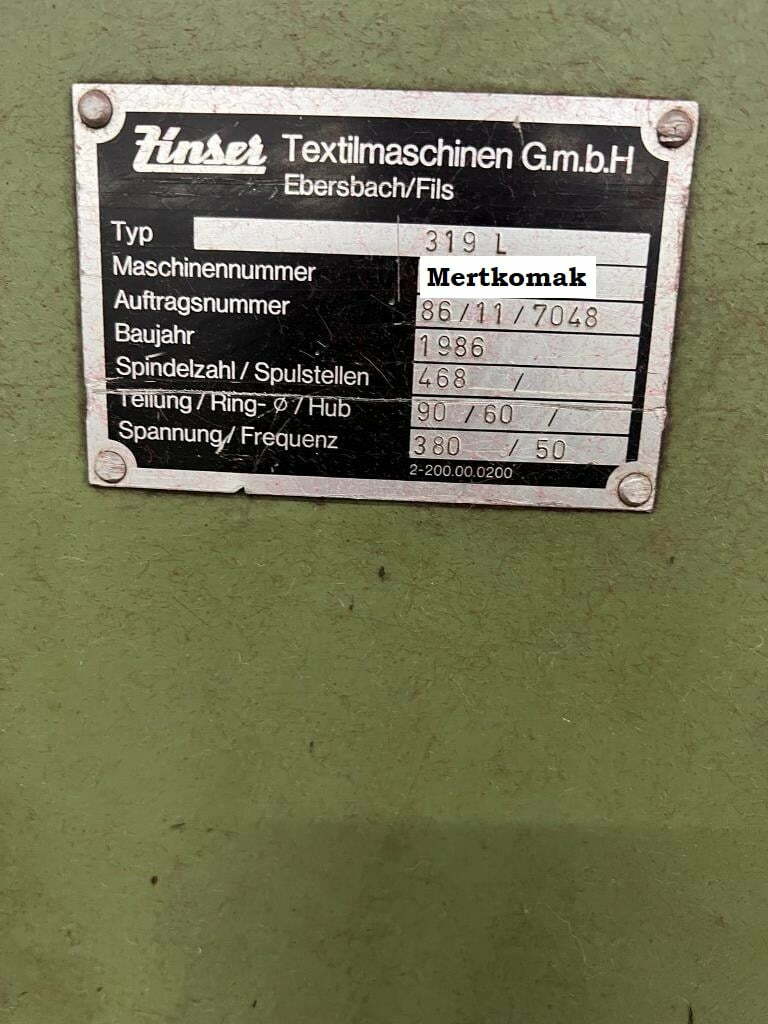 Zinser Textilmaschinen G.m.b.H
Ebersbach/Fils
Typ 319 L
Maschinennummer Mertkomak
Auftragsnummer 86/11/7048
Baujahr 1986
Spindelzahl / Spulstellen 468 /
Teilung / Ring-ø / Hub 90 / 60 /
Spannung / Frequenz 380 / 50
2-200.00.0200